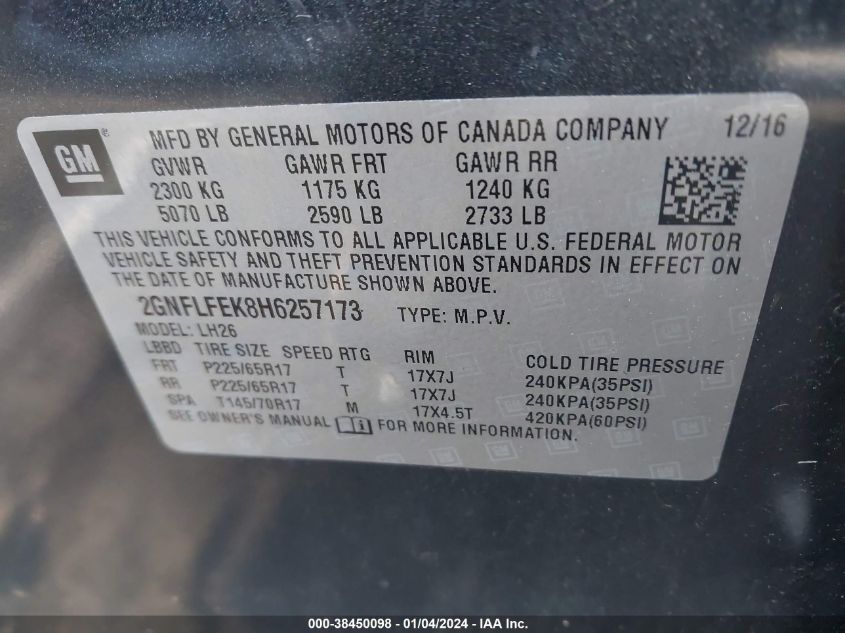 GM ® MFD BY GENERAL MOTORS OF CANADA COMPANY 12/16
GVWR GAWR FRT GAWR RR
2300 KG 1175 KG 1240 KG
5070 LB 2590 LB 2733 LB
THIS VEHICLE CONFORMS TO ALL APPLICABLE U.S. FEDERAL MOTOR
VEHICLE SAFETY AND THEFT PREVENTION STANDARDS IN EFFECT ON
THE DATE OF MANUFACTURE SHOWN ABOVE.
2GNFLFEK8H6257173 TYPE: M.P.V.
MODEL: LH26
LBBD TIRE SIZE SPEED RTG RIM COLD TIRE PRESSURE
FRT P225/65R17 T 17X7J 240KPA(35PSI)
RR P225/65R17 T 17X7J 240KPA(35PSI)
SPA T145/70R17 M 17X4.5T 420KPA(60PSI)
SEE OWNER'S MANUAL FOR MORE INFORMATION.
000-38450098 - 01/04/2024 - IAA Inc.